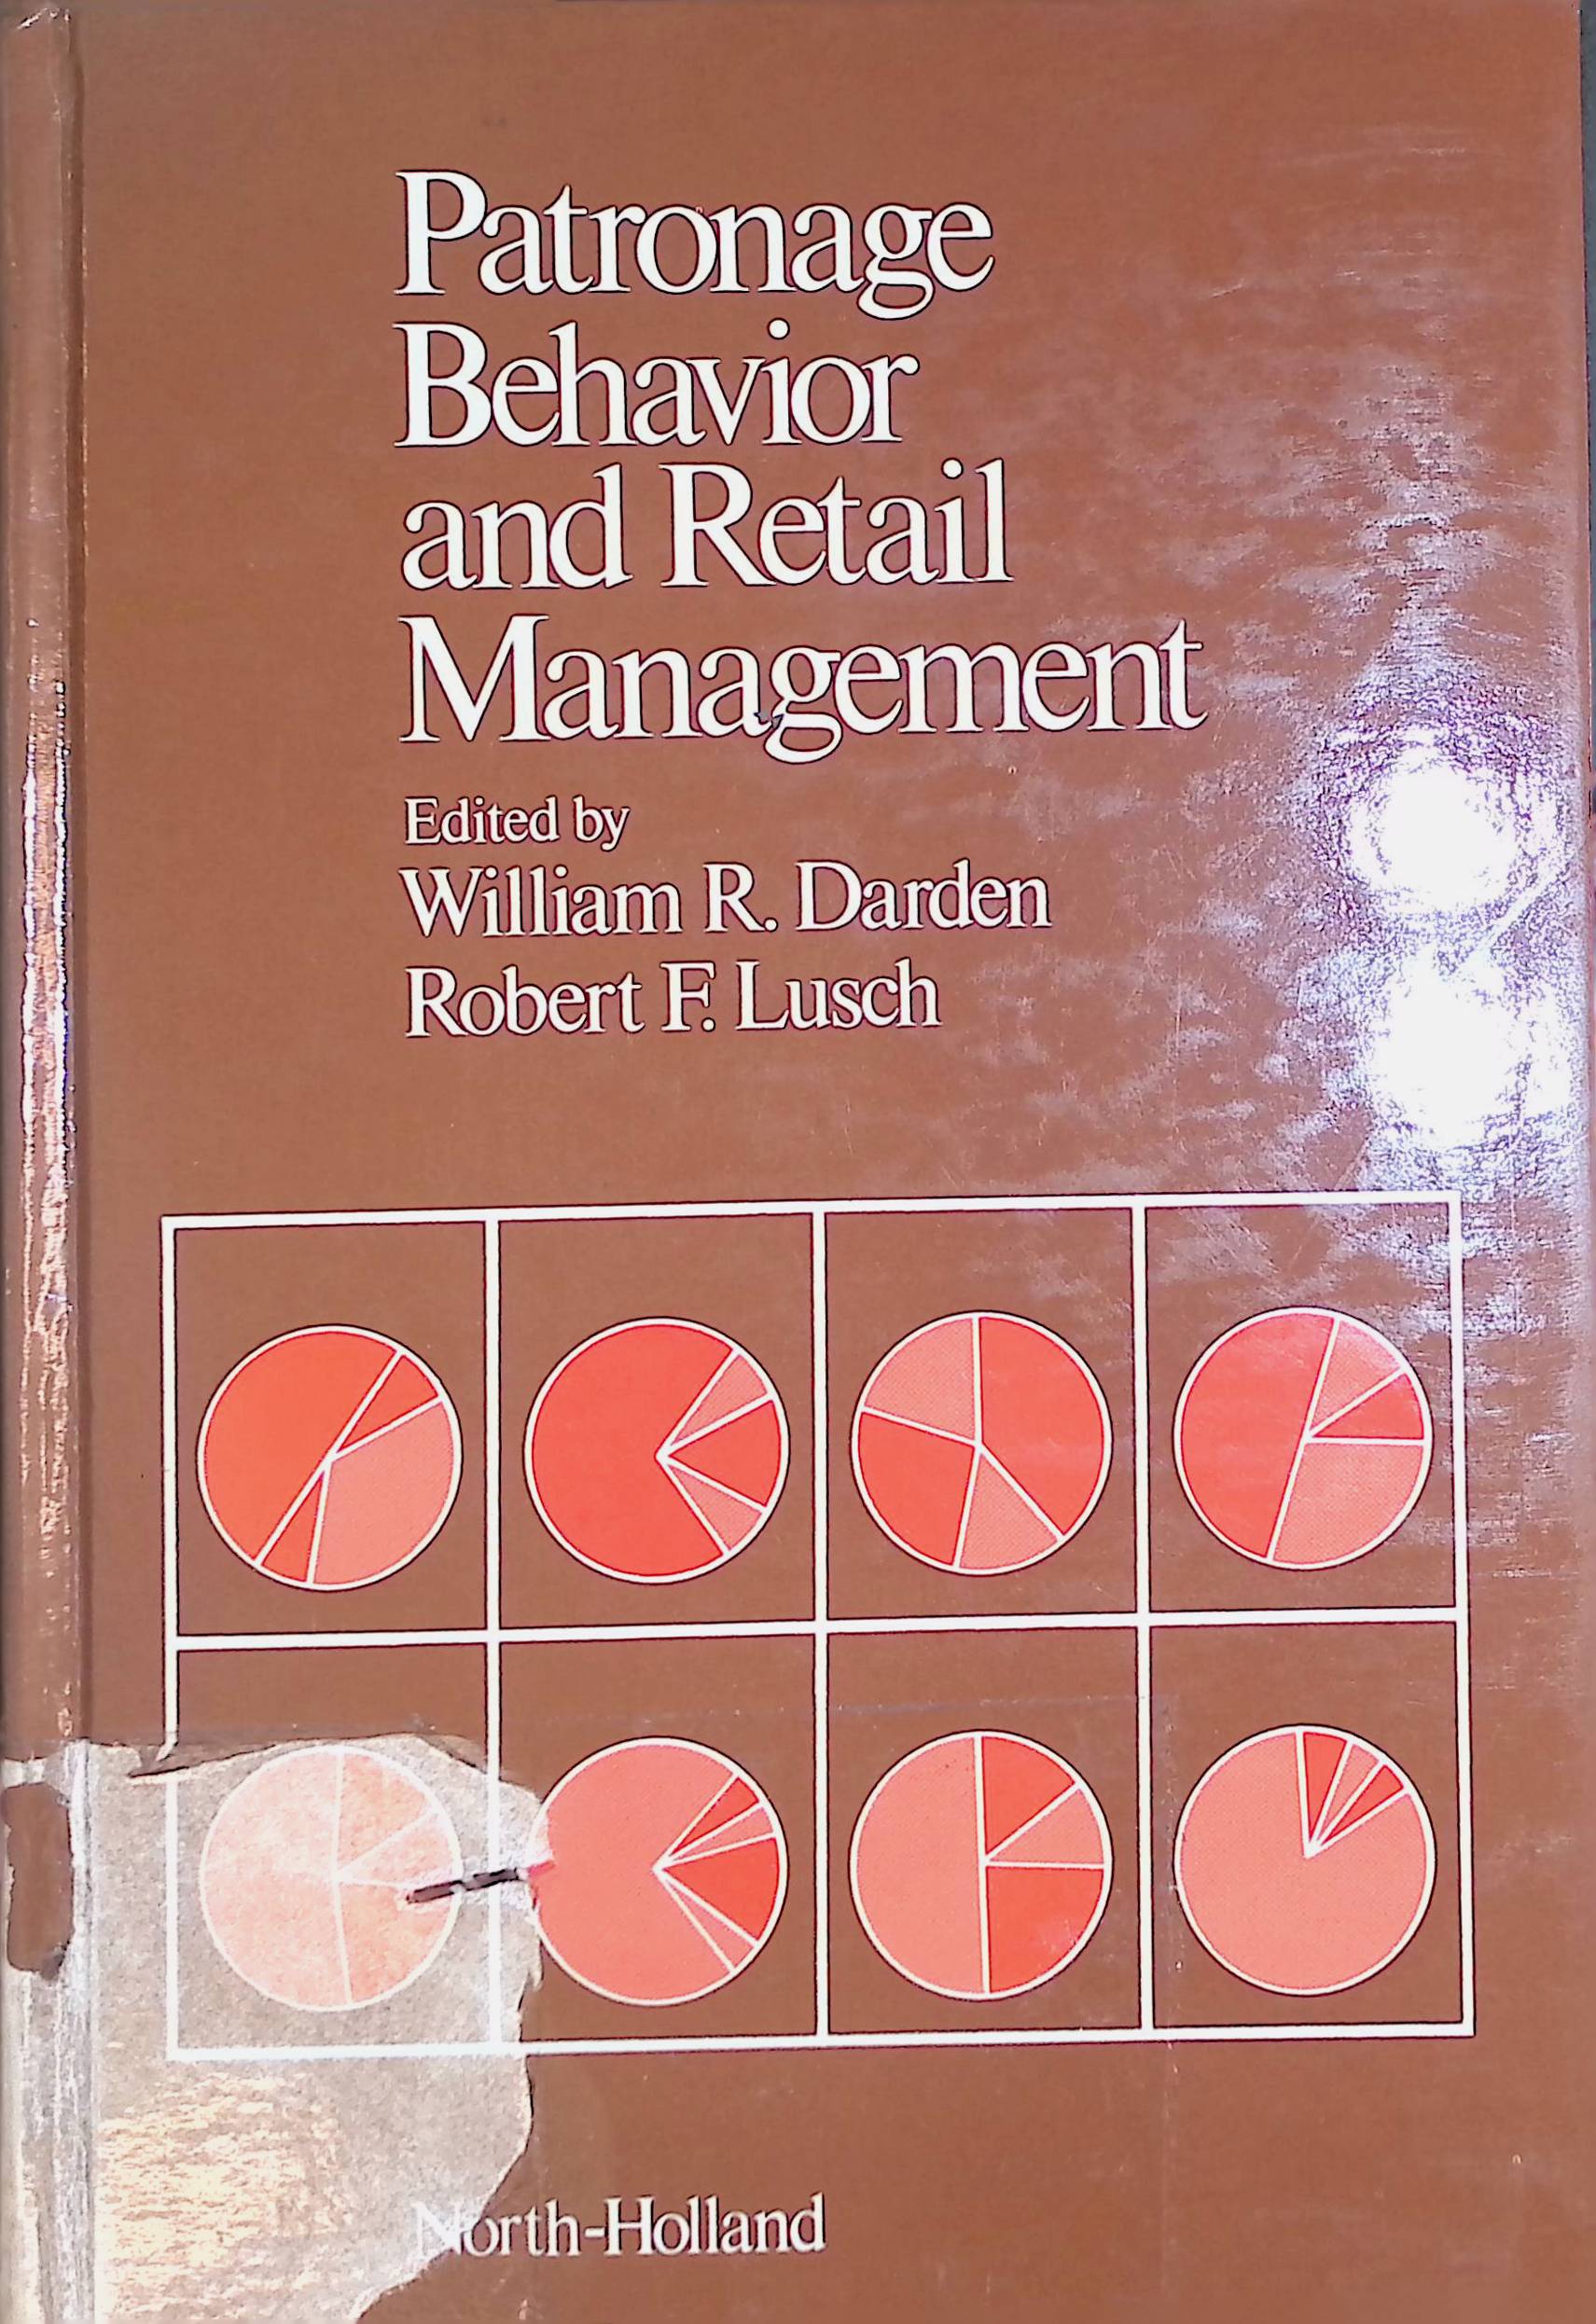 Patronage
Behavior
and Retail
Management
Edited by
William R. Darden
Robert F. Lusch
North-Holland